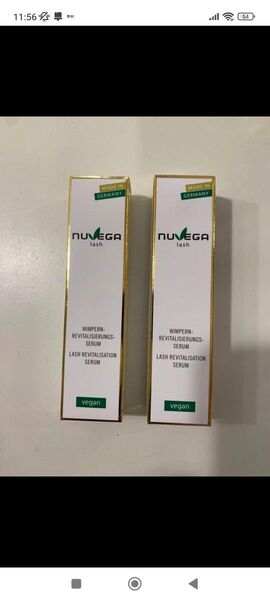 11:56
54
MADE IN
GERMANY
NUVEGA
lash
WIMPERN-
REVITALISIERUNGS-
SERUM
LASH REVITALISATION
SERUM
vegan
MADE IN
GERMANY
NUVEGA
lash
WIMPERN-
REVITALISIERUNGS-
SERUM
LASH REVITALISATION
SERUM
vegan